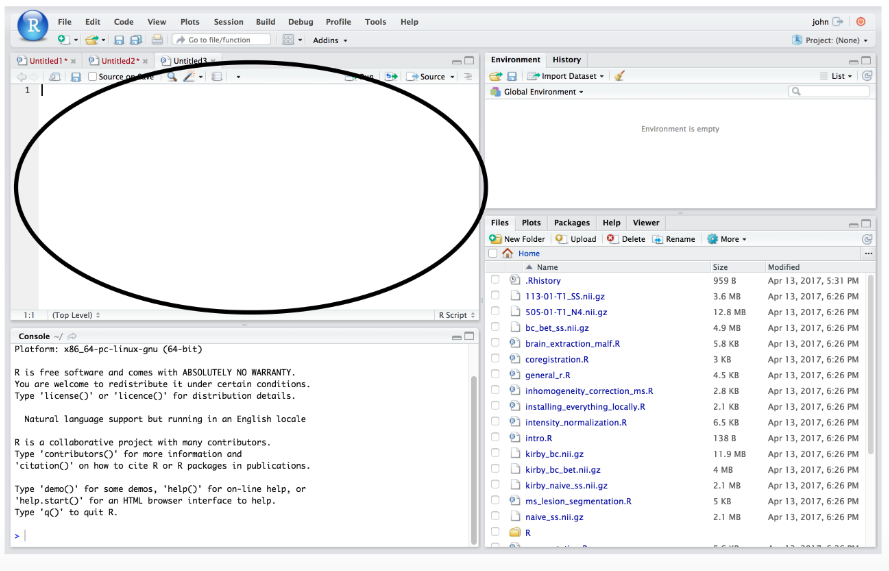 R File Edit Code View Plots Session Build Debug Profile Tools Help john
Go to file/function Addins Project: (None)
Untitled1* × Untitled2* × Untitled3 ×
Source on Save Source
1
1:1 (Top Level) R Script
Console ~/
Platform: x86_64-pc-linux-gnu (64-bit)
R is free software and comes with ABSOLUTELY NO WARRANTY.
You are welcome to redistribute it under certain conditions.
Type 'license()' or 'licence()' for distribution details.
Natural language support but running in an English locale
R is a collaborative project with many contributors.
Type 'contributors()' for more information and
'citation()' on how to cite R or R packages in publications.
Type 'demo()' for some demos, 'help()' for on-line help, or
'help.start()' for an HTML browser interface to help.
Type 'q()' to quit R.
>
Environment History
Import Dataset List
Global Environment
Environment is empty
Files Plots Packages Help Viewer
New Folder Upload Delete Rename More
Home ...
Name Size Modified
.Rhistory 959 B Apr 13, 2017, 5:31 PM
113-01-T1_SS.nii.gz 3.6 MB Apr 13, 2017, 6:26 PM
505-01-T1_N4.nii.gz 12.8 MB Apr 13, 2017, 6:26 PM
bc_bet_ss.nii.gz 4.9 MB Apr 13, 2017, 6:26 PM
brain_extraction_malf.R 5.8 KB Apr 13, 2017, 6:26 PM
coregistration.R 3 KB Apr 13, 2017, 6:26 PM
general_r.R 4.5 KB Apr 13, 2017, 6:26 PM
inhomogeneity_correction_ms.R 2.8 KB Apr 13, 2017, 6:26 PM
installing_everything_locally.R 2.1 KB Apr 13, 2017, 6:26 PM
intensity_normalization.R 6.5 KB Apr 13, 2017, 6:26 PM
intro.R 138 B Apr 13, 2017, 6:26 PM
kirby_bc.nii.gz 11.9 MB Apr 13, 2017, 6:26 PM
kirby_bc_bet.nii.gz 4 MB Apr 13, 2017, 6:26 PM
kirby_naive_ss.nii.gz 2.1 MB Apr 13, 2017, 6:26 PM
ms_lesion_segmentation.R 5 KB Apr 13, 2017, 6:26 PM
naive_ss.nii.gz 2.1 MB Apr 13, 2017, 6:26 PM
R